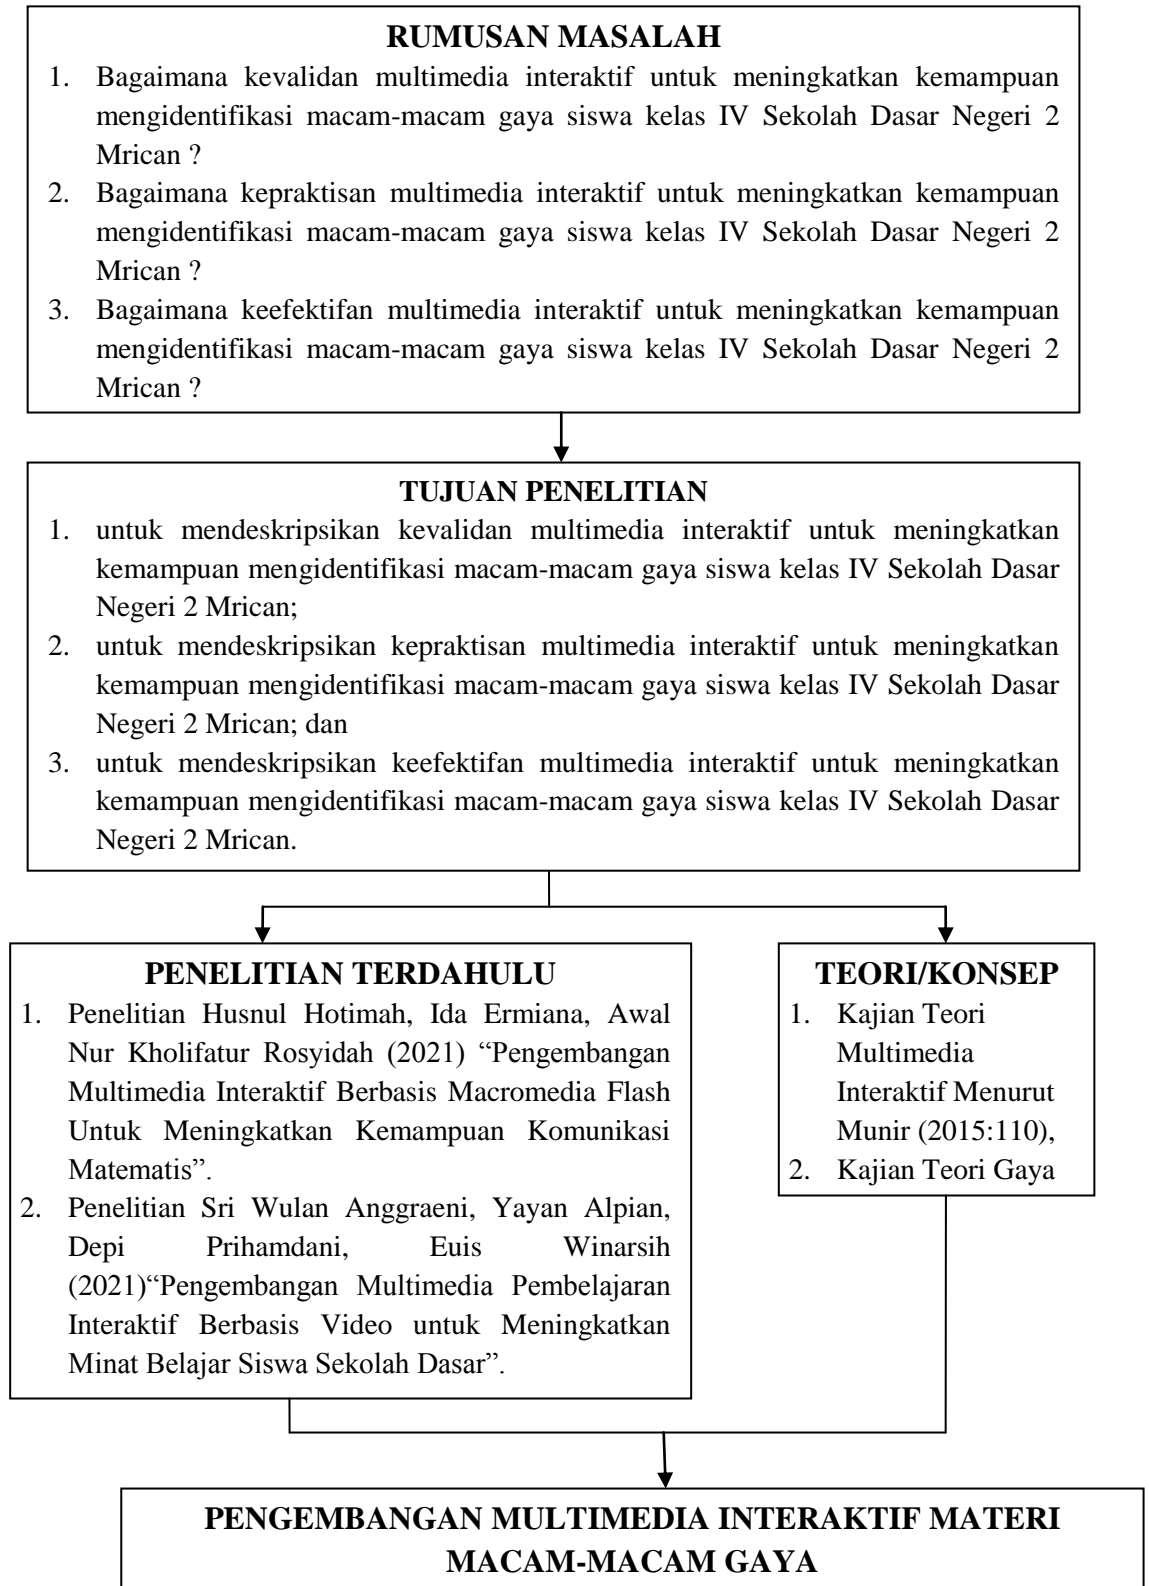 RUMUSAN MASALAH
1. Bagaimana kevalidan multimedia interaktif untuk meningkatkan kemampuan
mengidentifikasi macam-macam gaya siswa kelas IV Sekolah Dasar Negeri 2
Mrican ?
2. Bagaimana kepraktisan multimedia interaktif untuk meningkatkan kemampuan
mengidentifikasi macam-macam gaya siswa kelas IV Sekolah Dasar Negeri 2
Mrican ?
3. Bagaimana keefektifan multimedia interaktif untuk meningkatkan kemampuan
mengidentifikasi macam-macam gaya siswa kelas IV Sekolah Dasar Negeri 2
Mrican ?
TUJUAN PENELITIAN
1. untuk mendeskripsikan kevalidan multimedia interaktif untuk meningkatkan
kemampuan mengidentifikasi macam-macam gaya siswa kelas IV Sekolah Dasar
Negeri 2 Mrican;
2. untuk mendeskripsikan kepraktisan multimedia interaktif untuk meningkatkan
kemampuan mengidentifikasi macam-macam gaya siswa kelas IV Sekolah Dasar
Negeri 2 Mrican; dan
3. untuk mendeskripsikan keefektifan multimedia interaktif untuk meningkatkan
kemampuan mengidentifikasi macam-macam gaya siswa kelas IV Sekolah Dasar
Negeri 2 Mrican.
PENELITIAN TERDAHULU
1. Penelitian Husnul Hotimah, Ida Ermiana, Awal
Nur Kholifatur Rosyidah (2021) “Pengembangan
Multimedia Interaktif Berbasis Macromedia Flash
Untuk Meningkatkan Kemampuan Komunikasi
Matematis”.
2. Penelitian Sri Wulan Anggraeni, Yayan Alpian,
Depi Prihamdani, Euis Winarsih
(2021)“Pengembangan Multimedia Pembelajaran
Interaktif Berbasis Video untuk Meningkatkan
Minat Belajar Siswa Sekolah Dasar”.
TEORI/KONSEP
1. Kajian Teori
Multimedia
Interaktif Menurut
Munir (2015:110),
2. Kajian Teori Gaya
PENGEMBANGAN MULTIMEDIA INTERAKTIF MATERI
MACAM-MACAM GAYA